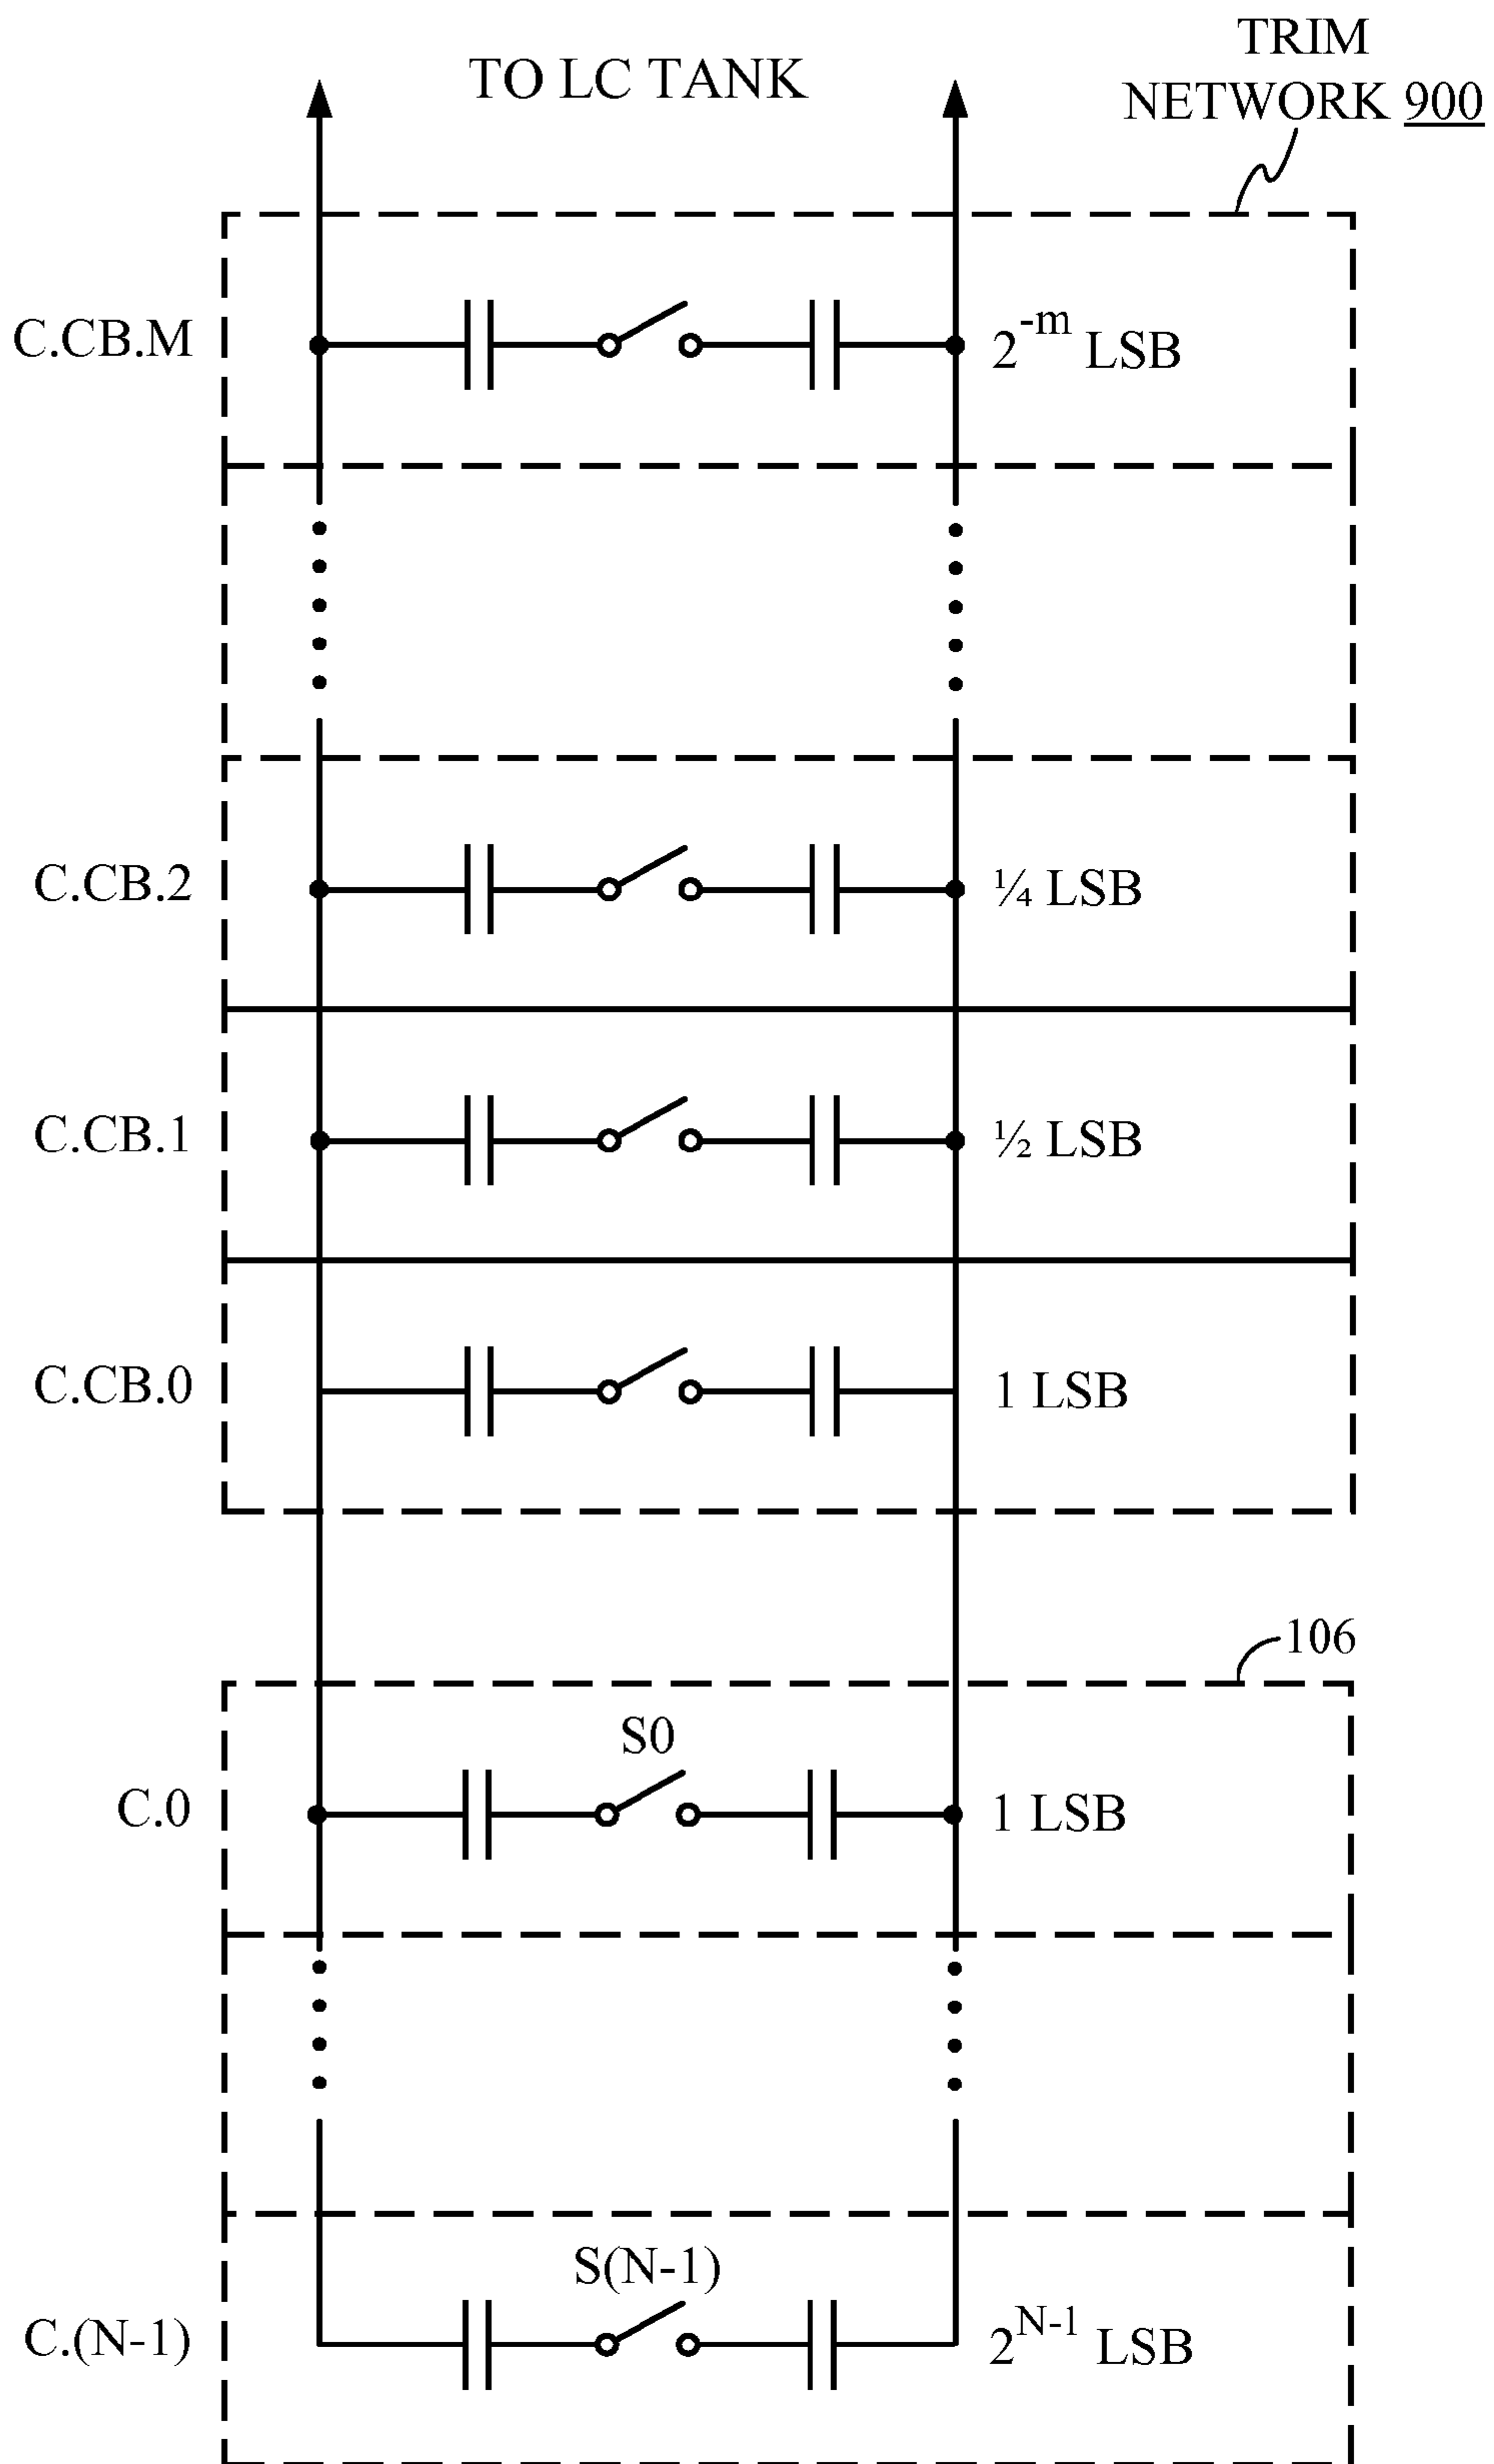 TRIM
TO LC TANK
NETWORK 900
C.CB.M
2^-m LSB
C.CB.2
¼ LSB
C.CB.1
½ LSB
C.CB.0
1 LSB
106
S0
C.0
1 LSB
S(N-1)
C.(N-1)
2^N-1 LSB